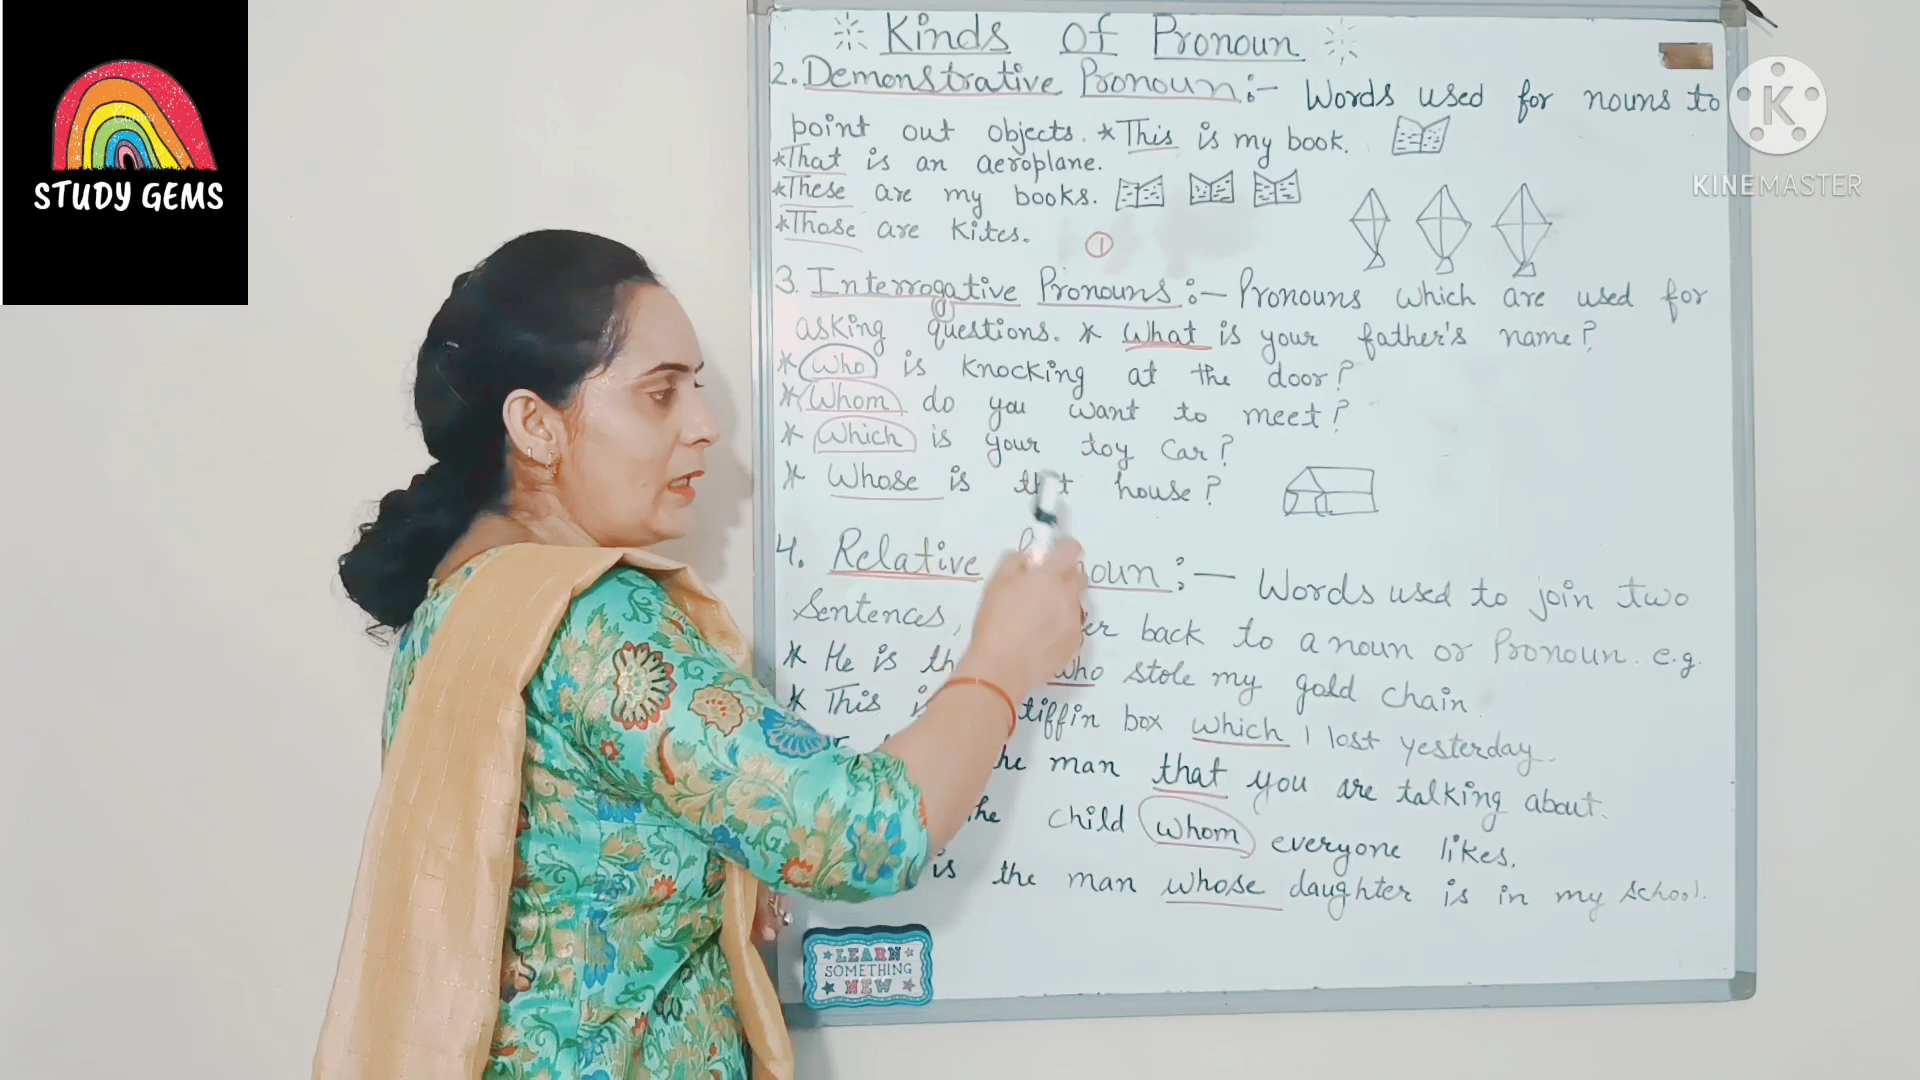 STUDY GEMS
Kinds Of Pronoun
2. Demonstrative Pronoun :- Words used for nouns to
point out objects. * This is my book.
* That is an aeroplane.
* These are my books.
* Those are kites.
1
3. Interrogative Pronouns :- Pronouns which are used for
asking questions. * What is your father's name?
* Who is knocking at the door?
* Whom do you want to meet?
* Which is your toy car?
* Whose is that house?
4. Relative noun :- Words used to join two
Sentences, back to a noun or Pronoun. e.g.
* He is who stole my gold chain
* This tiffin box which I lost yesterday.
man that you are talking about.
child whom everyone likes.
is the man whose daughter is in my school.
LEARN
SOMETHING
NEW
K
KINEMASTER